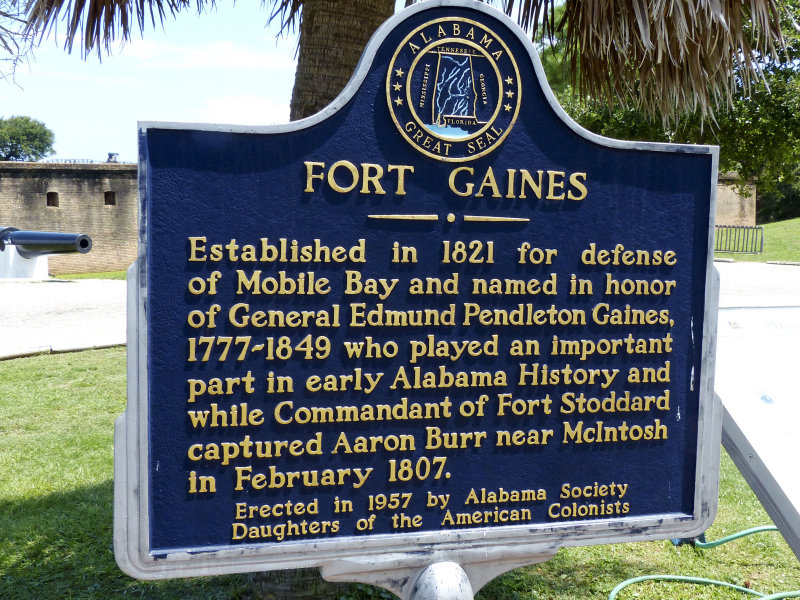 ALABAMA
TENNESSEE
MISSISSIPPI
GEORGIA
FLORIDA
GREAT SEAL
FORT GAINES
Established in 1821 for defense
of Mobile Bay and named in honor
of General Edmund Pendleton Gaines,
1777-1849 who played an important
part in early Alabama History and
while Commandant of Fort Stoddard
captured Aaron Burr near McIntosh
in February 1807.
Erected in 1957 by Alabama Society
Daughters of the American Colonists